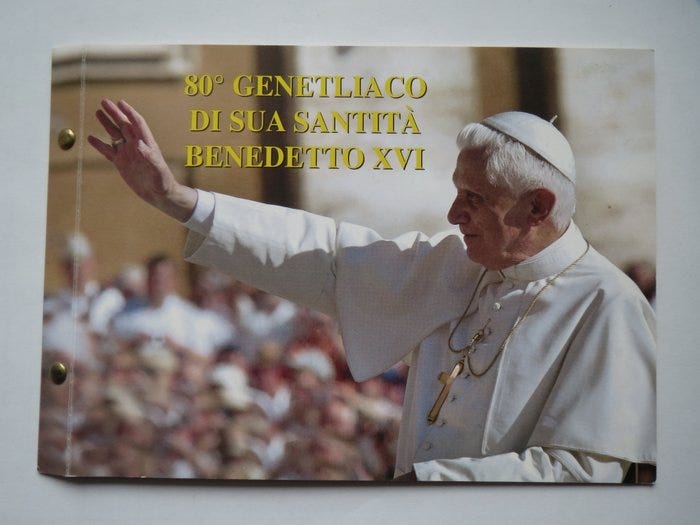 80° GENETLIACO
DI SUA SANTITÀ
BENEDETTO XVI